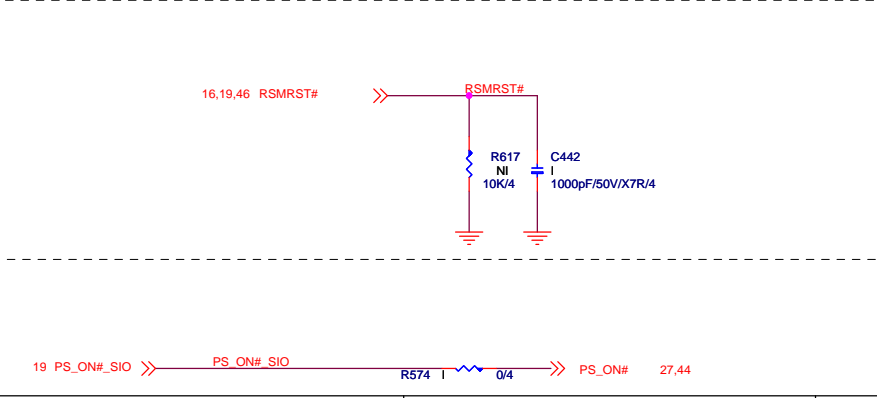 16,19,46 RSMRST#
RSMRST#
R617
NI
10K/4
C442
I
1000pF/50V/X7R/4
19 PS_ON#_SIO
PS_ON#_SIO
R574 I 0/4
PS_ON# 27,44